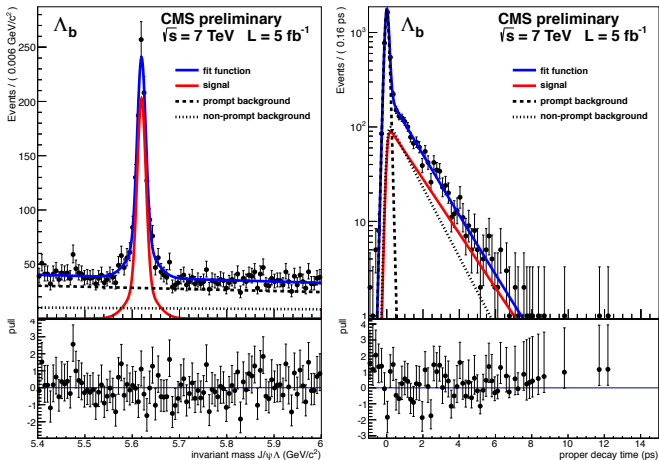 Λb
CMS preliminary
√s = 7 TeV L = 5 fb-1
Events / ( 0.006 GeV/c2 )
fit function
signal
prompt background
non-prompt background
250
200
150
100
50
pull
4
3
2
1
0
-1
-2
5.4 5.5 5.6 5.7 5.8 5.9 6
invariant mass J/ψΛ (GeV/c2)
Λb
CMS preliminary
√s = 7 TeV L = 5 fb-1
Events / ( 0.16 ps )
fit function
signal
prompt background
non-prompt background
103
102
10
1
pull
4
3
2
1
0
-1
-2
-3
0 2 4 6 8 10 12 14
proper decay time (ps)